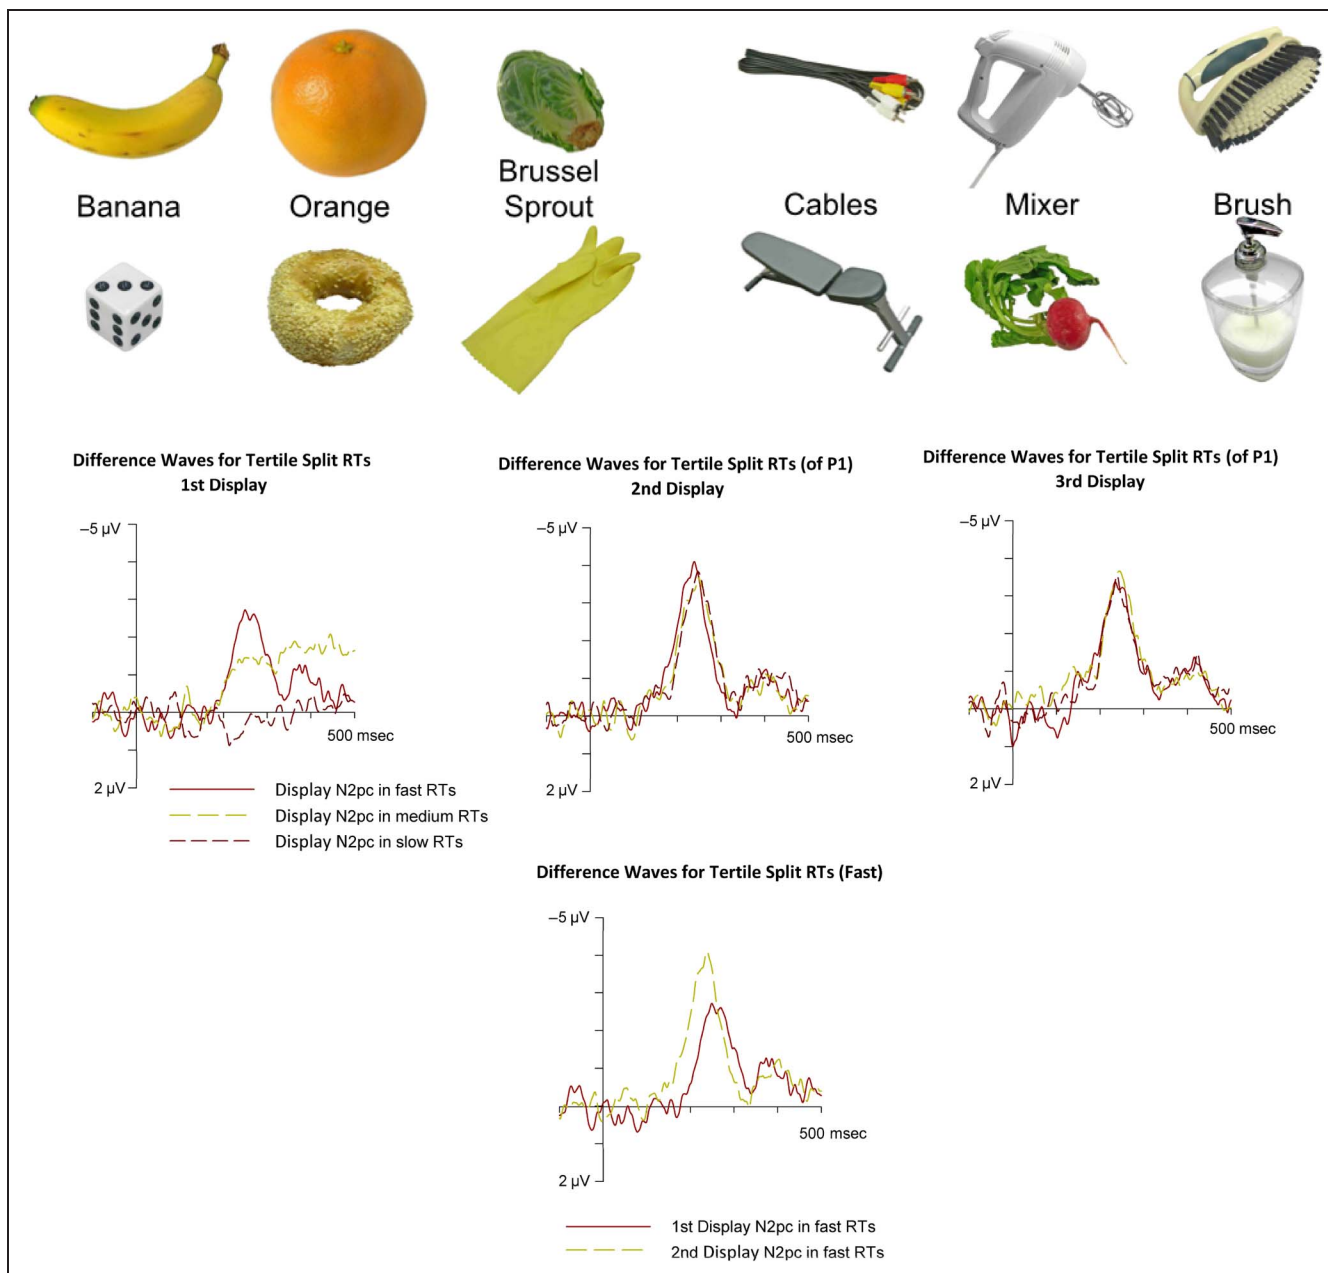 Banana
Orange
Brussel
Sprout
Cables
Mixer
Brush
Difference Waves for Tertile Split RTs
1st Display
–5 µV
500 msec
2 µV
Display N2pc in fast RTs
Display N2pc in medium RTs
Display N2pc in slow RTs
Difference Waves for Tertile Split RTs (of P1)
2nd Display
–5 µV
500 msec
2 µV
Difference Waves for Tertile Split RTs (of P1)
3rd Display
–5 µV
500 msec
2 µV
Difference Waves for Tertile Split RTs (Fast)
–5 µV
500 msec
2 µV
1st Display N2pc in fast RTs
2nd Display N2pc in fast RTs